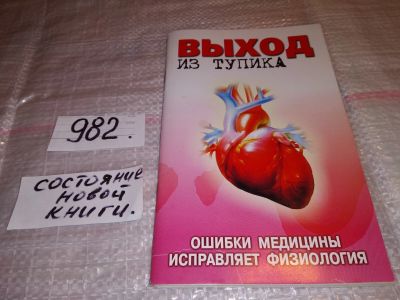 ВЫХОД
ИЗ ТУПИКА
982.
СОСТОЯНИЕ
НОВОЙ
КНИГИ.
ОШИБКИ МЕДИЦИНЫ
ИСПРАВЛЯЕТ ФИЗИОЛОГИЯ